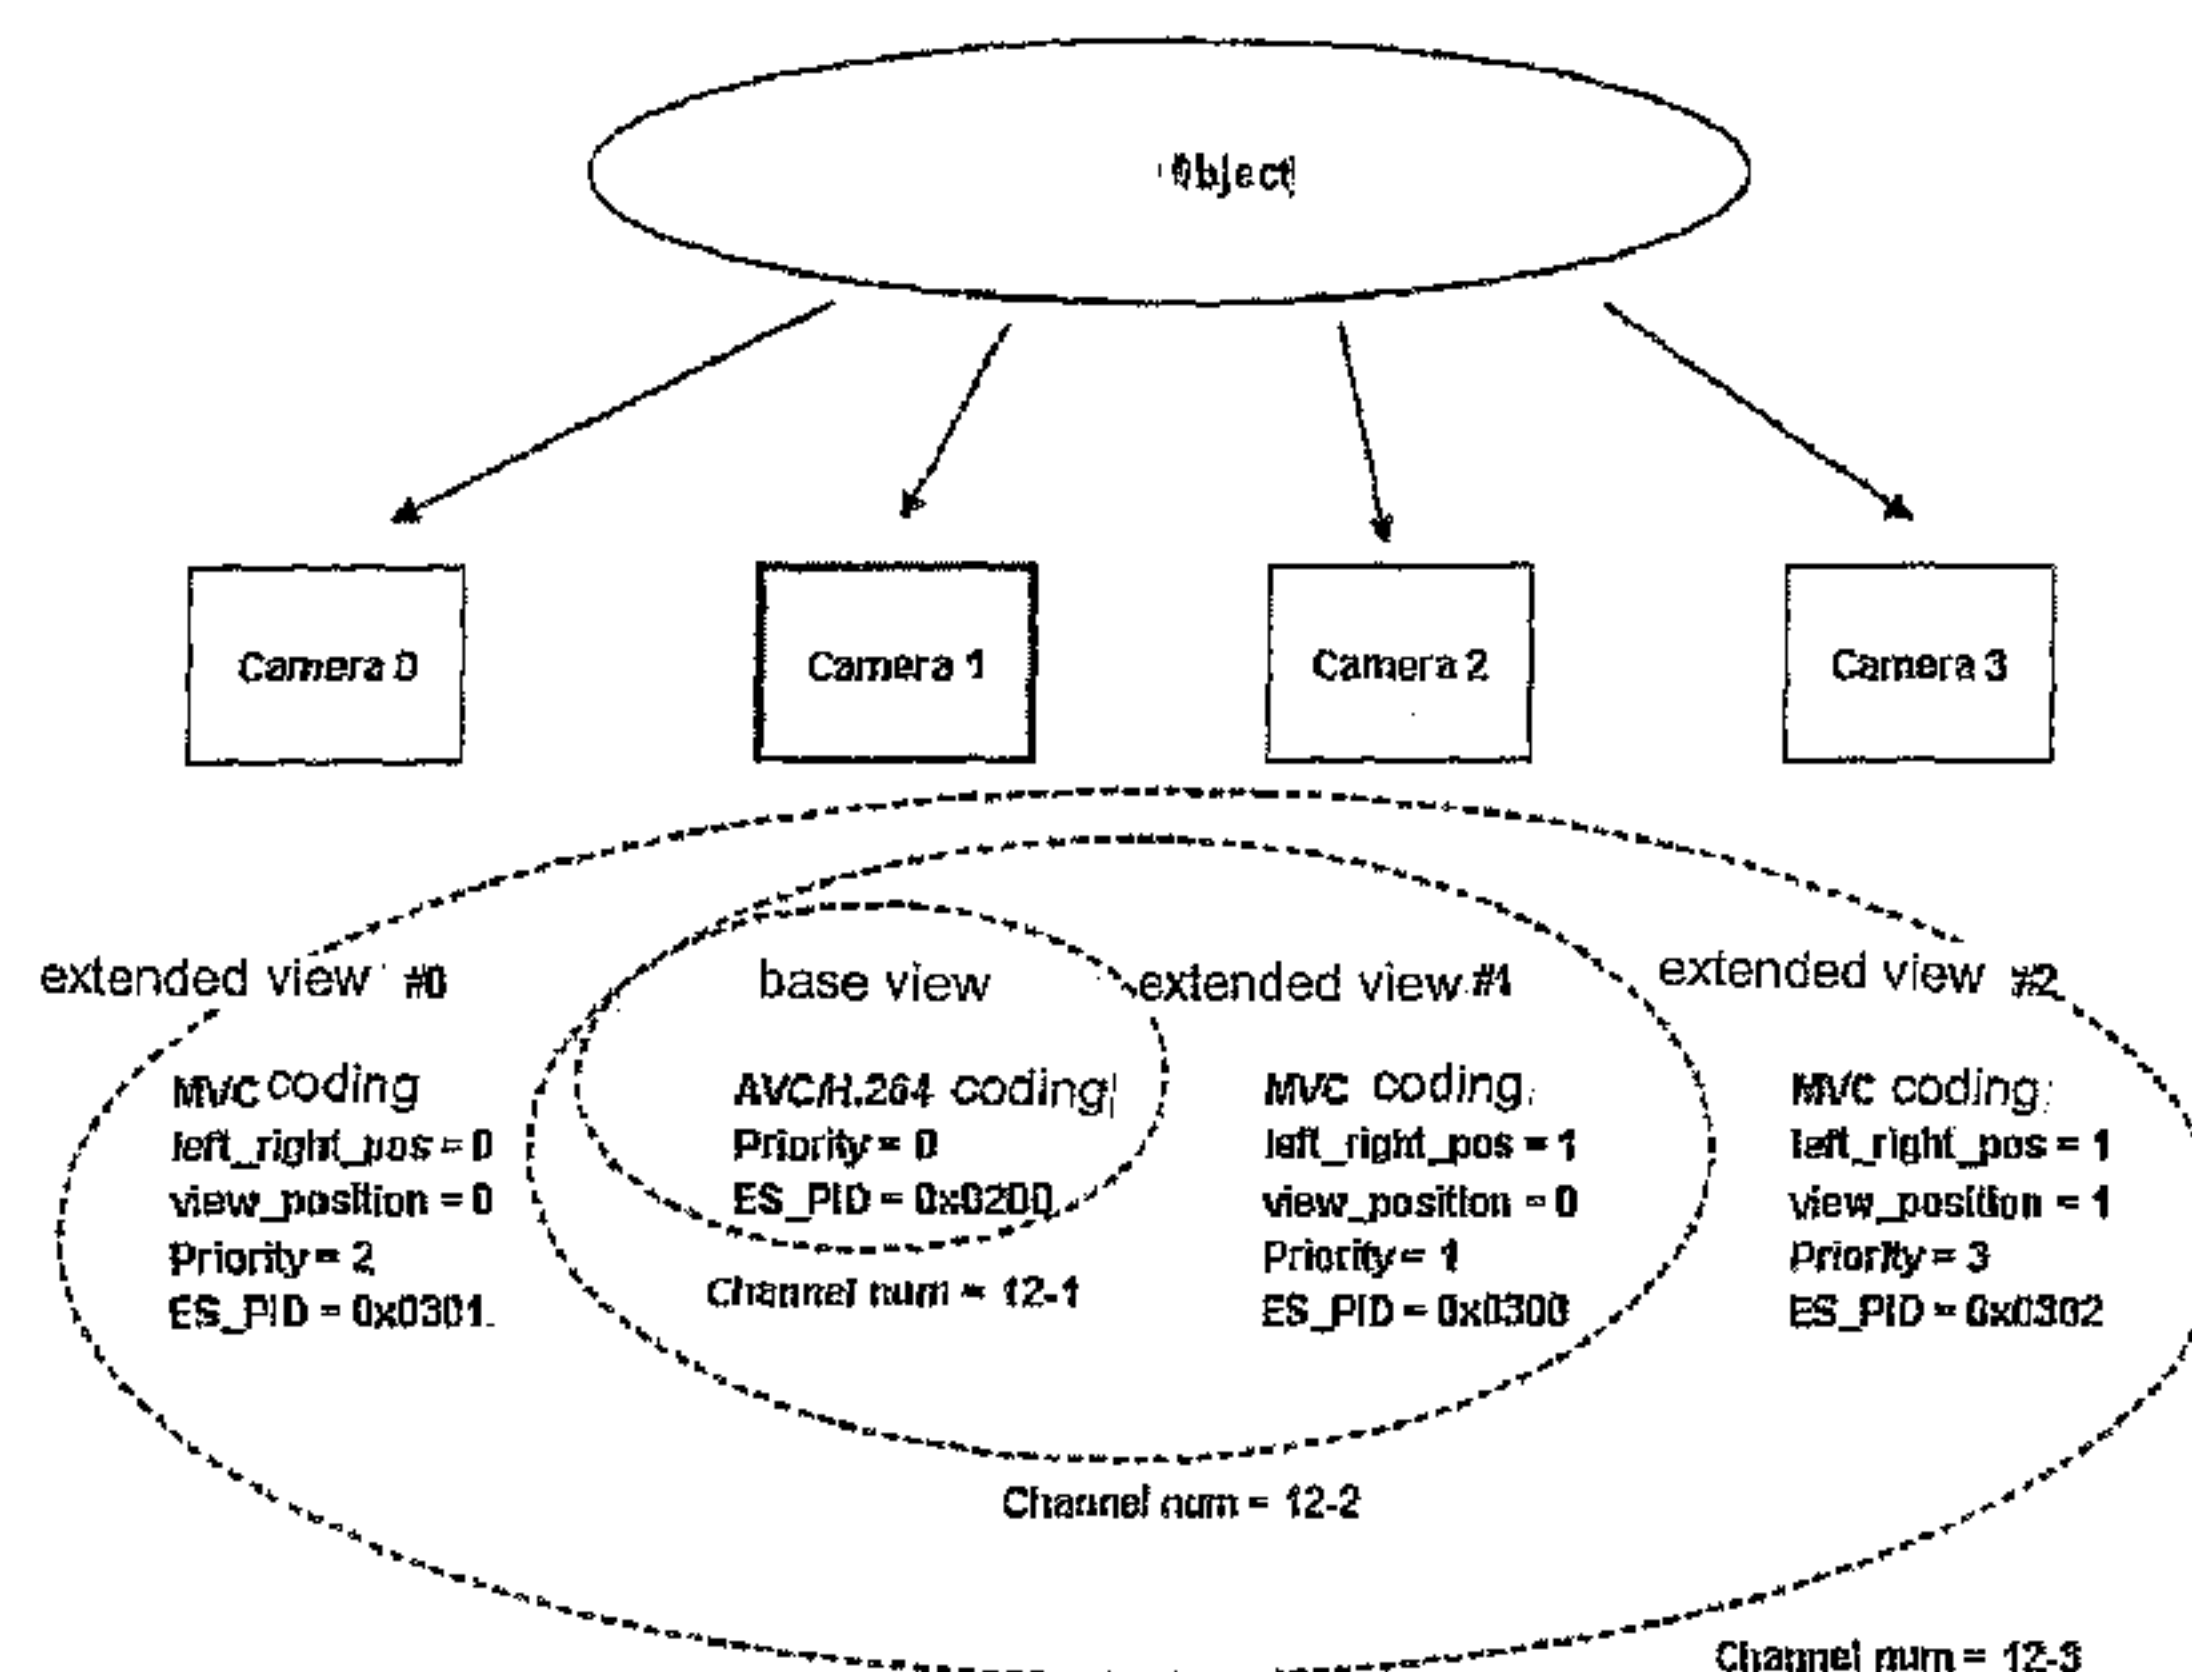 Object
Camera 0
Camera 1
Camera 2
Camera 3
extended view #0
base view
extended view #1
extended view #2
MVC coding
left_right_pos = 0
view_position = 0
Priority = 2
ES_PID = 0x0301
AVC/H.264 coding
Priority = 0
ES_PID = 0x0200
Channel num = 12-1
MVC coding
left_right_pos = 1
view_position = 0
Priority = 1
ES_PID = 0x0300
MVC coding
left_right_pos = 1
view_position = 1
Priority = 3
ES_PID = 0x0302
Channel num = 12-2
Channel num = 12-3